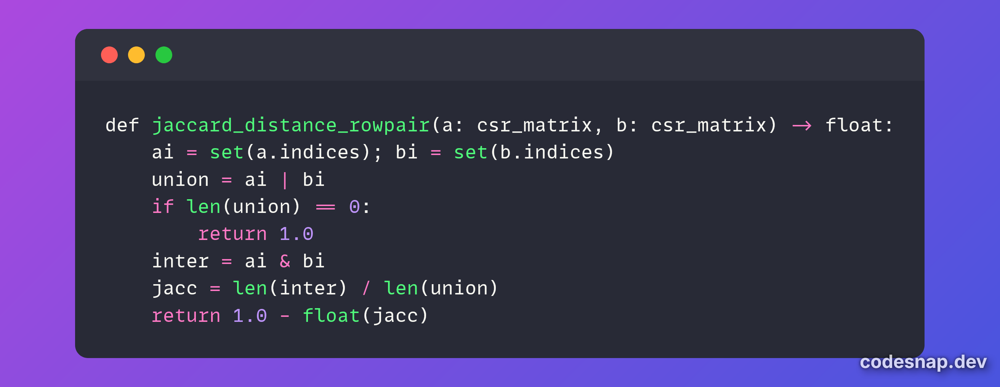 def jaccard_distance_rowpair(a: csr_matrix, b: csr_matrix) -> float:
    ai = set(a.indices); bi = set(b.indices)
    union = ai | bi
    if len(union) == 0:
        return 1.0
    inter = ai & bi
    jacc = len(inter) / len(union)
    return 1.0 - float(jacc)
codesnap.dev